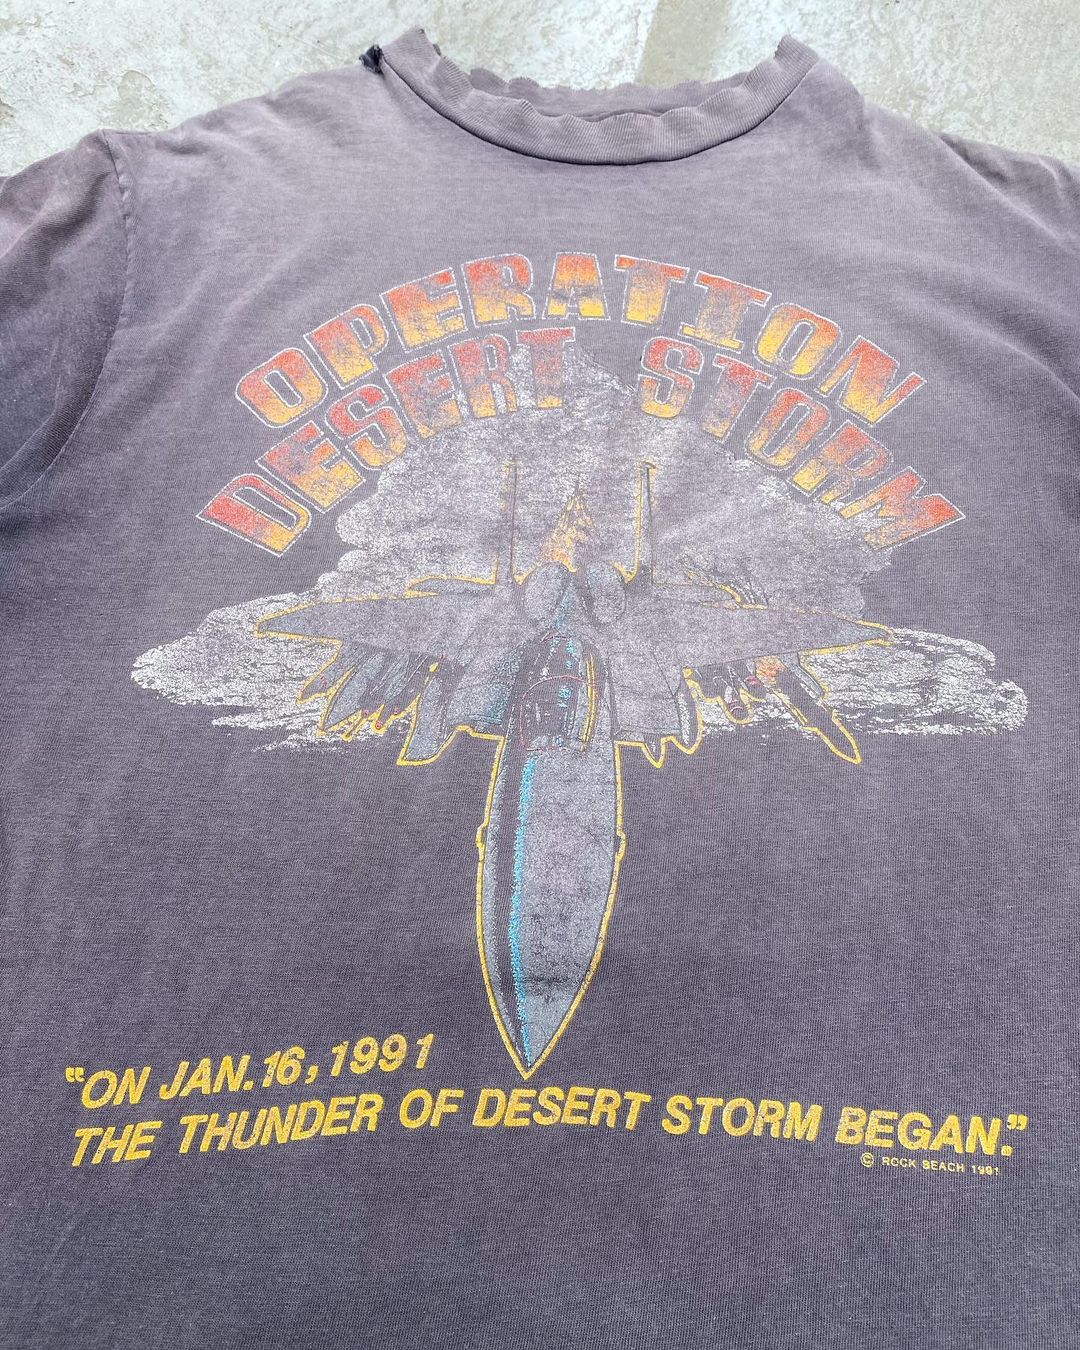 OPERATION
DESERT STORM
"ON JAN. 16, 1991
THE THUNDER OF DESERT STORM BEGAN."
© ROCK BEACH 1991